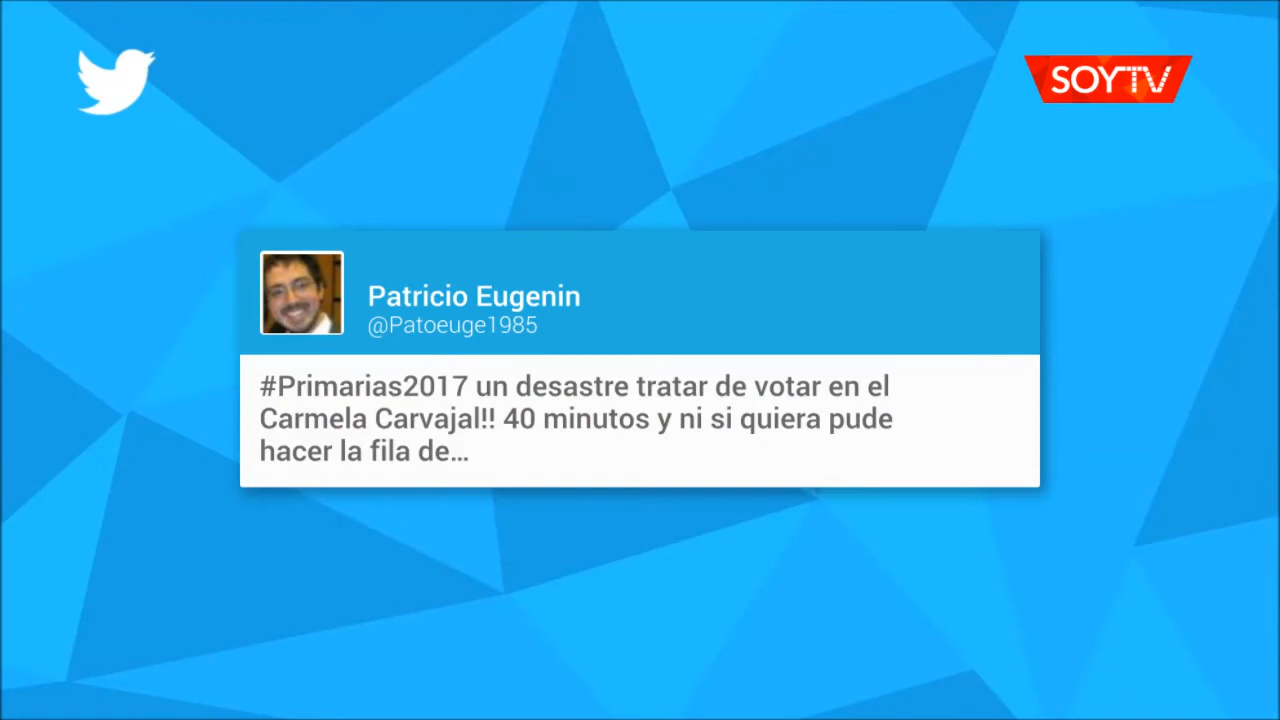 SOYTV
Patricio Eugenin
@Patoeuge1985
#Primarias2017 un desastre tratar de votar en el
Carmela Carvajal!! 40 minutos y ni si quiera pude
hacer la fila de...